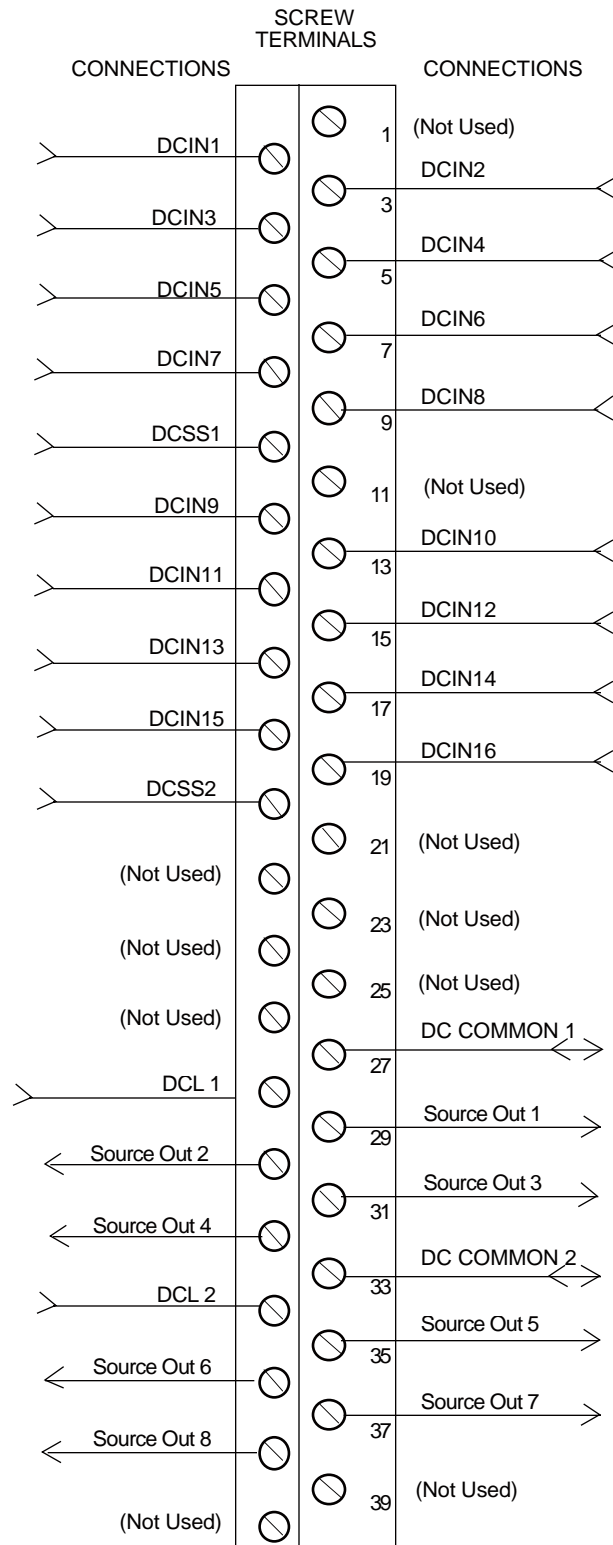 SCREW
TERMINALS
CONNECTIONS
CONNECTIONS
1 (Not Used)
DCIN1
3 DCIN2
DCIN3
5 DCIN4
DCIN5
7 DCIN6
DCIN7
9 DCIN8
DCSS1
11 (Not Used)
DCIN9
13 DCIN10
DCIN11
15 DCIN12
DCIN13
17 DCIN14
DCIN15
19 DCIN16
DCSS2
21 (Not Used)
(Not Used)
23 (Not Used)
(Not Used)
25 (Not Used)
(Not Used)
27 DC COMMON 1
DCL 1
29 Source Out 1
Source Out 2
31 Source Out 3
Source Out 4
33 DC COMMON 2
DCL 2
35 Source Out 5
Source Out 6
37 Source Out 7
Source Out 8
39 (Not Used)
(Not Used)